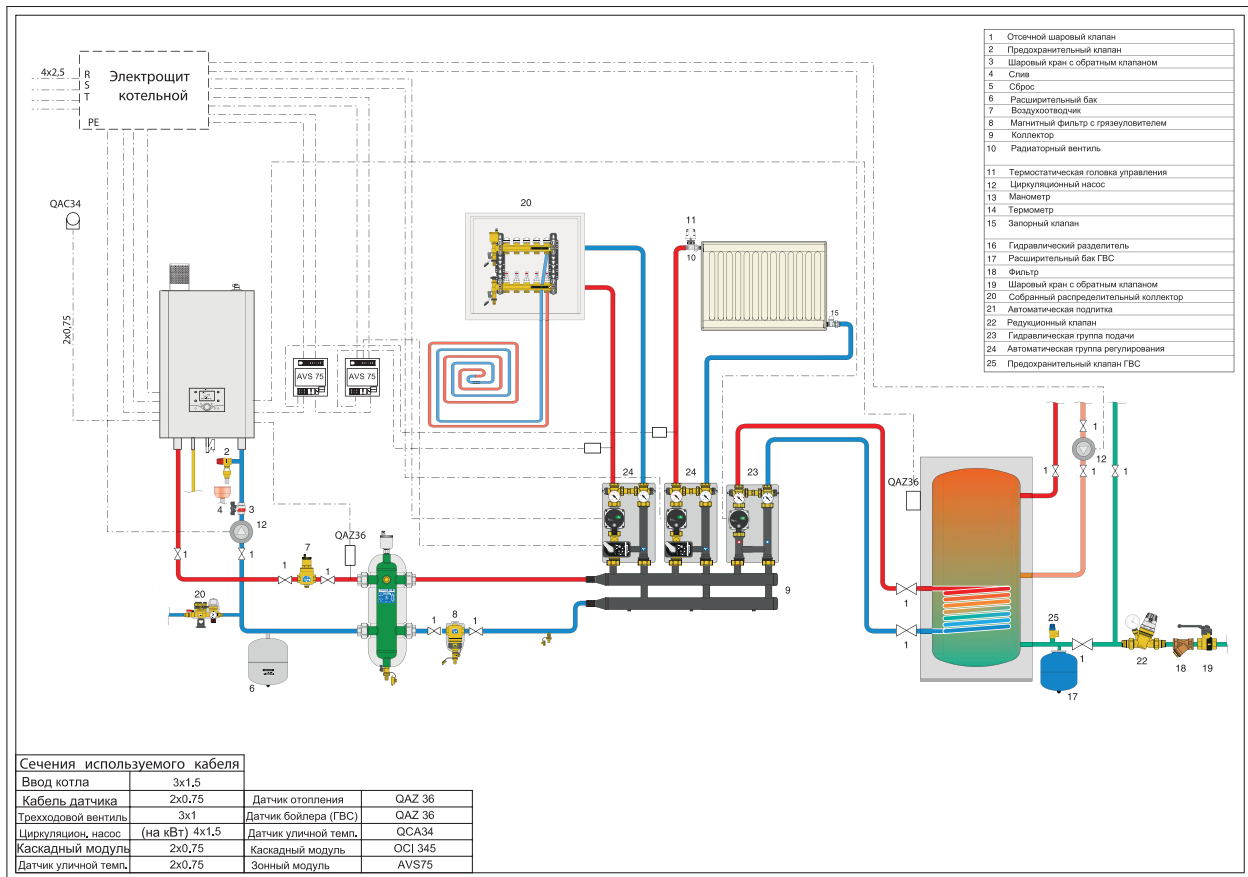 4x2,5
R
S
T
PE
Электрощит
котельной
QAC34
2x0,75
AVS 75
AVS 75
20
11
10
15
2
4
3
12
1
1
7
QAZ36
1
1
20
6
8
1
1
24
24
23
9
QAZ36
1
1
1
1
12
1
1
1
25
1
17
22
18
19
1 Отсечной шаровый клапан
2 Предохранительный клапан
3 Шаровый кран с обратным клапаном
4 Слив
5 Сброс
6 Расширительный бак
7 Воздухоотводчик
8 Магнитный фильтр с грязеуловителем
9 Коллектор
10 Радиаторный вентиль
11 Термостатическая головка управления
12 Циркуляционный насос
13 Манометр
14 Термометр
15 Запорный клапан
16 Гидравлический разделитель
17 Расширительный бак ГВС
18 Фильтр
19 Шаровый кран с обратным клапаном
20 Собранный распределительный коллектор
21 Автоматическая подпитка
22 Редукционный клапан
23 Гидравлическая группа подачи
24 Автоматическая группа регулирования
25 Предохранительный клапан ГВС
Сечения используемого кабеля
Ввод котла 3x1.5
Кабель датчика 2x0.75 Датчик отопления QAZ 36
Трехходовой вентиль 3x1 Датчик бойлера (ГВС) QAZ 36
Циркуляцион. насос (на кВт) 4x1.5 Датчик уличной темп. QCA34
Каскадный модуль 2x0.75 Каскадный модуль OCI 345
Датчик уличной темп. 2x0.75 Зонный модуль AVS75